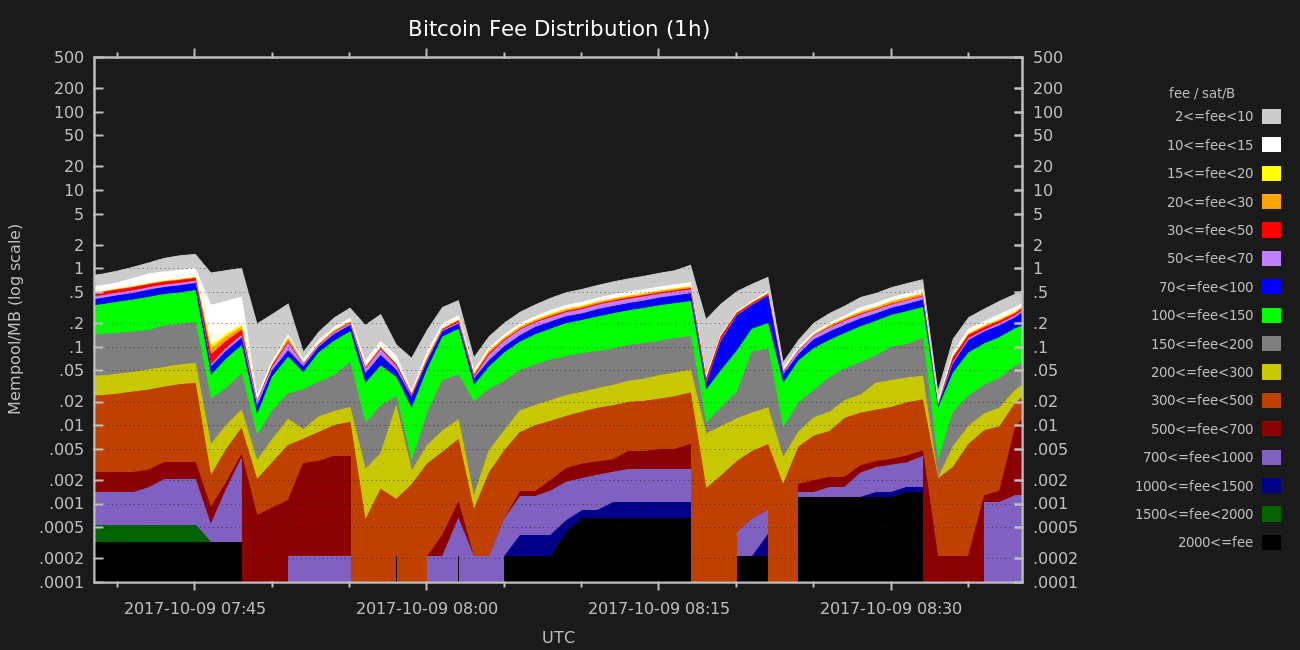 Bitcoin Fee Distribution (1h)
500 500
200 200
100 100
50 50
20 20
10 10
5 5
2 2
1 1
.5 .5
.2 .2
.1 .1
.05 .05
.02 .02
.01 .01
.005 .005
.002 .002
.001 .001
.0005 .0005
.0002 .0002
.0001 .0001
Mempool/MB (log scale)
2017-10-09 07:45 2017-10-09 08:00 2017-10-09 08:15 2017-10-09 08:30
UTC
fee / sat/B
2<=fee<10
10<=fee<15
15<=fee<20
20<=fee<30
30<=fee<50
50<=fee<70
70<=fee<100
100<=fee<150
150<=fee<200
200<=fee<300
300<=fee<500
500<=fee<700
700<=fee<1000
1000<=fee<1500
1500<=fee<2000
2000<=fee